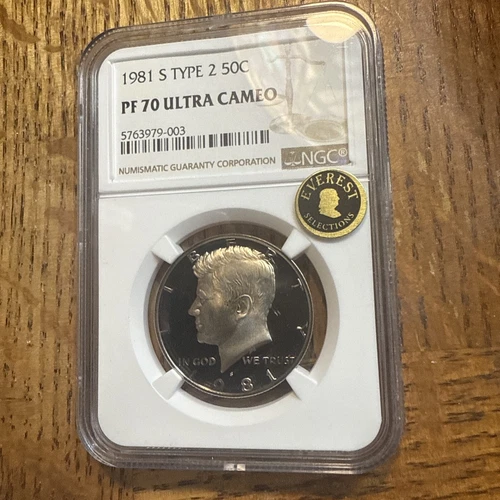 1981 S TYPE 2 50C
PF 70 ULTRA CAMEO
5763979-003
NUMISMATIC GUARANTY CORPORATION
NGC®
EVEREST
SELECTIONS
IN GOD WE TRUST
981